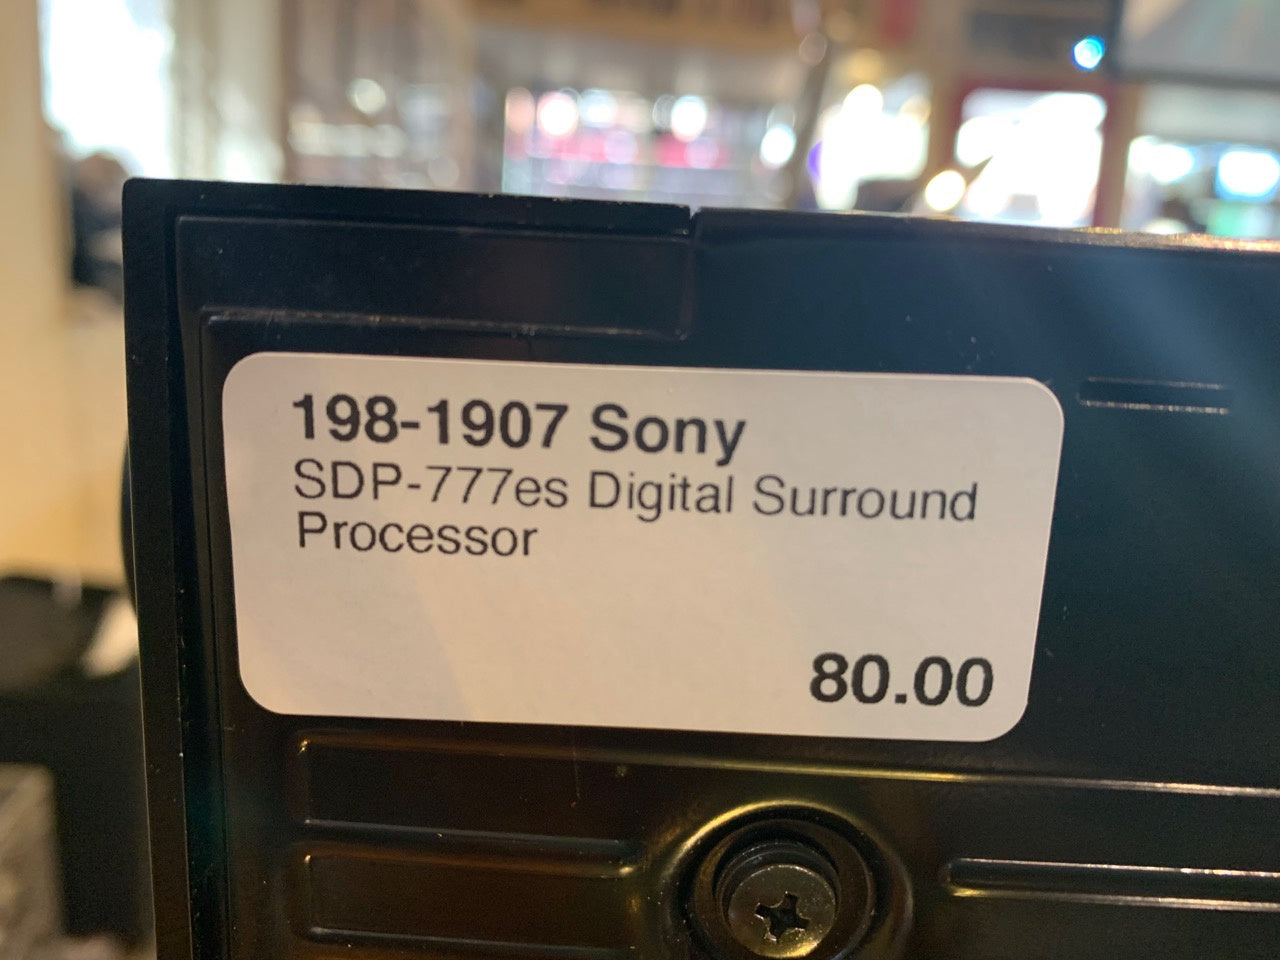 198-1907 Sony
SDP-777es Digital Surround
Processor
80.00